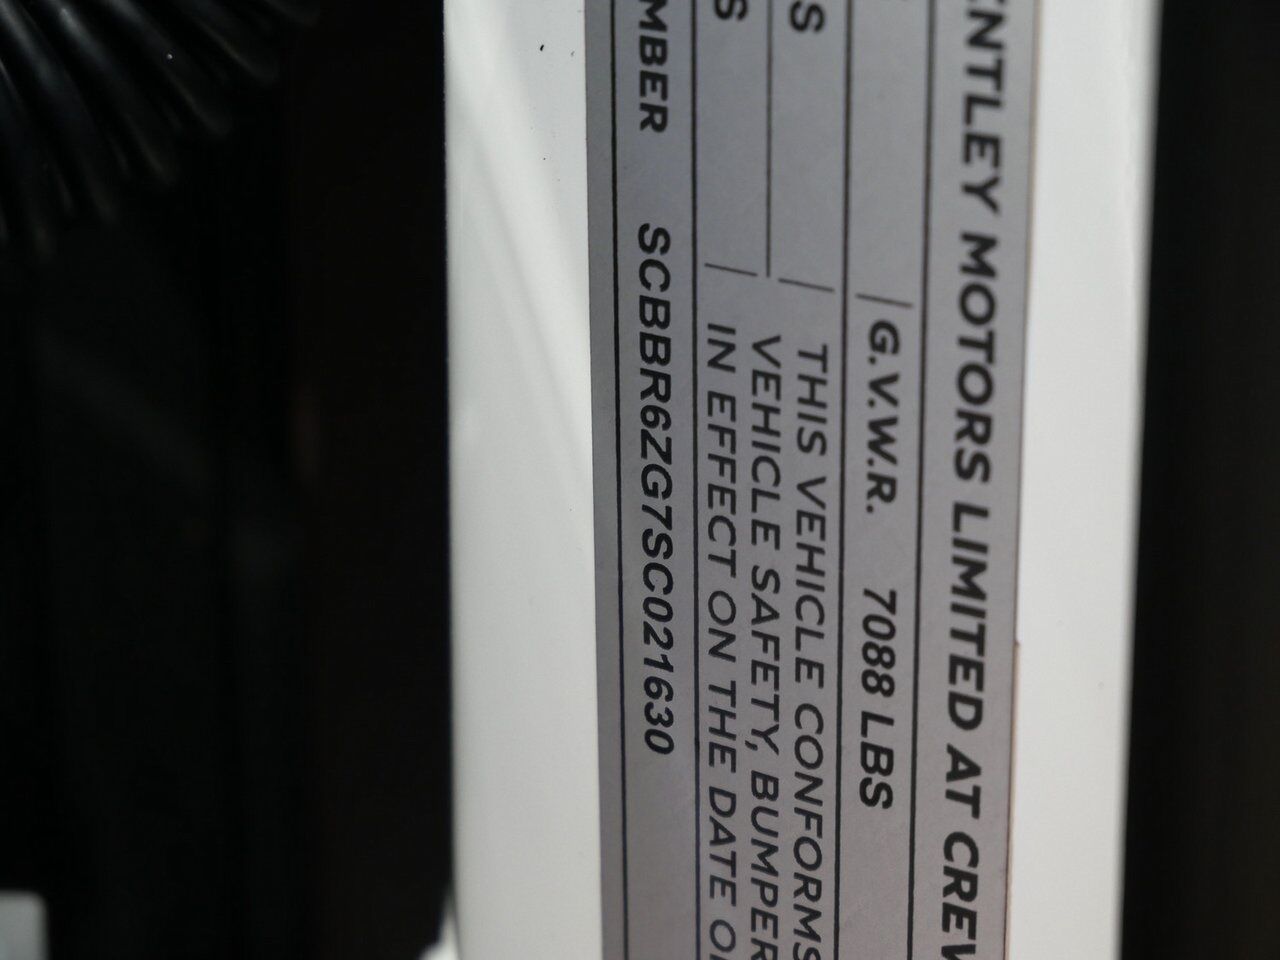 ENTLEY MOTORS LIMITED AT CREW
G.V.W.R. 7088 LBS
S
THIS VEHICLE CONFORMS
S
VEHICLE SAFETY, BUMPER
IN EFFECT ON THE DATE O
MBER SCBBR6ZG7SC021630